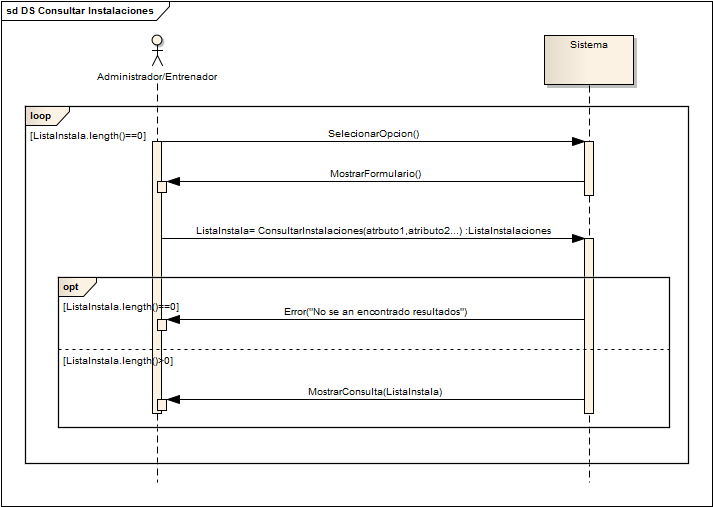 sd DS Consultar Instalaciones
Administrador/Entrenador
Sistema
loop
[ListaInstala.length()==0]
SelecionarOpcion()
MostrarFormulario()
ListaInstala= ConsultarInstalaciones(atrbuto1,atributo2...) :ListaInstalaciones
opt
[ListaInstala.length()==0]
Error("No se an encontrado resultados")
[ListaInstala.length()>0]
MostrarConsulta(ListaInstala)